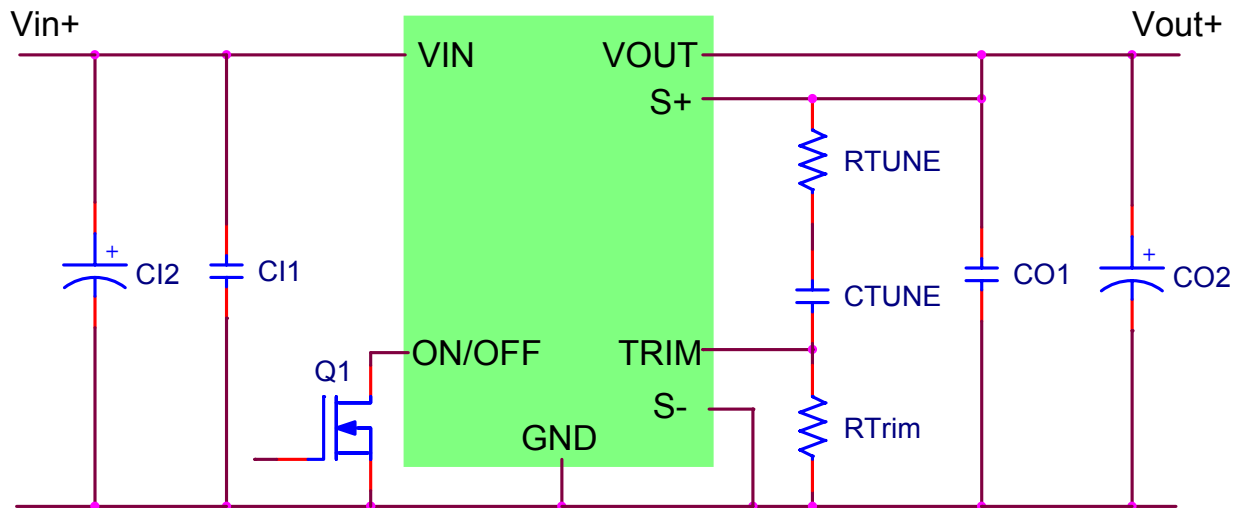 Vin+
Vout+
VIN
VOUT
S+
RTUNE
+
CI2
CI1
CTUNE
CO1
+
CO2
ON/OFF
TRIM
Q1
S-
RTrim
GND